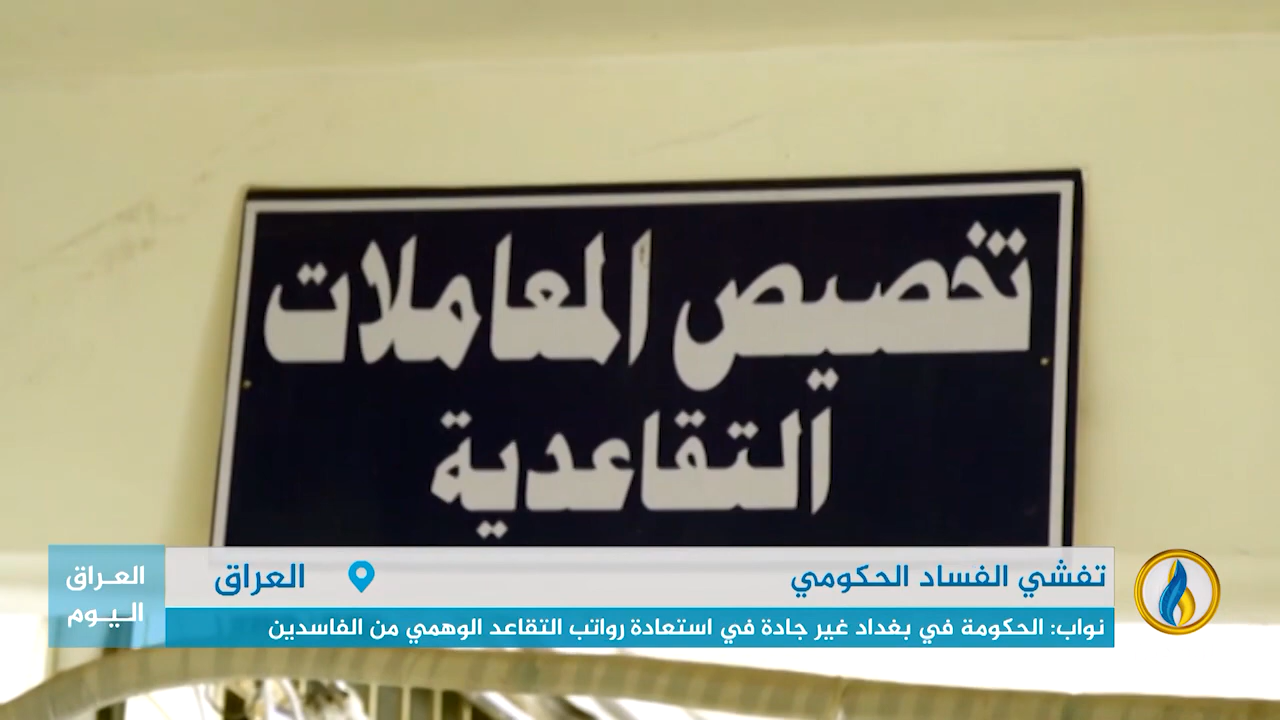 تخصيص المعاملات
التقاعدية
تفشي الفساد الحكومي
العراق
نواب: الحكومة في بغداد غير جادة في استعادة رواتب التقاعد الوهمي من الفاسدين
العراق
اليوم